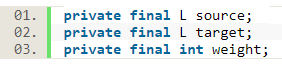 01. private final L source;
02. private final L target;
03. private final int weight;